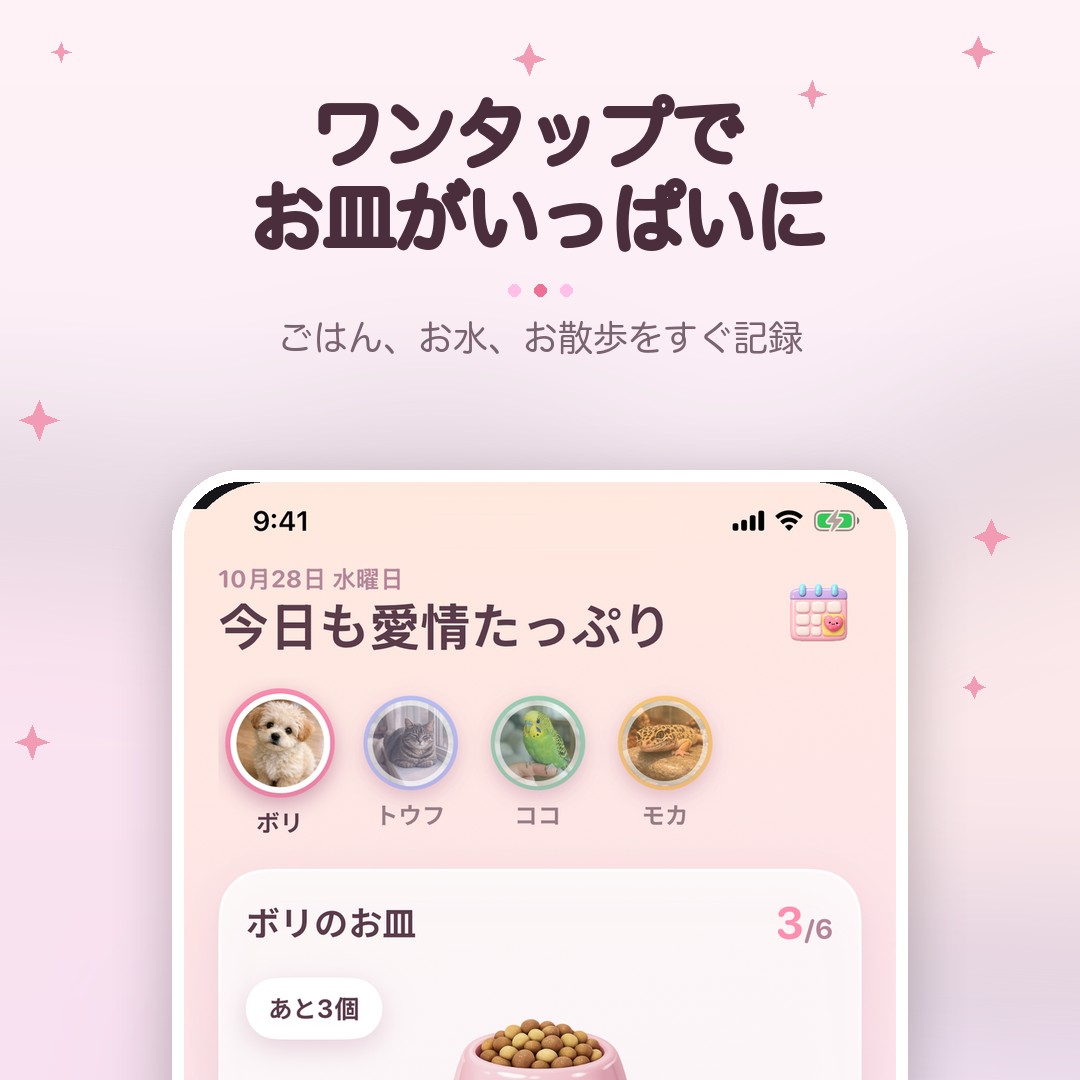 ワンタップで
お皿がいっぱいに
ごはん、お水、お散歩をすぐ記録
9:41
10月28日 水曜日
今日も愛情たっぷり
ボリ
トウフ
ココ
モカ
ボリのお皿
3/6
あと3個